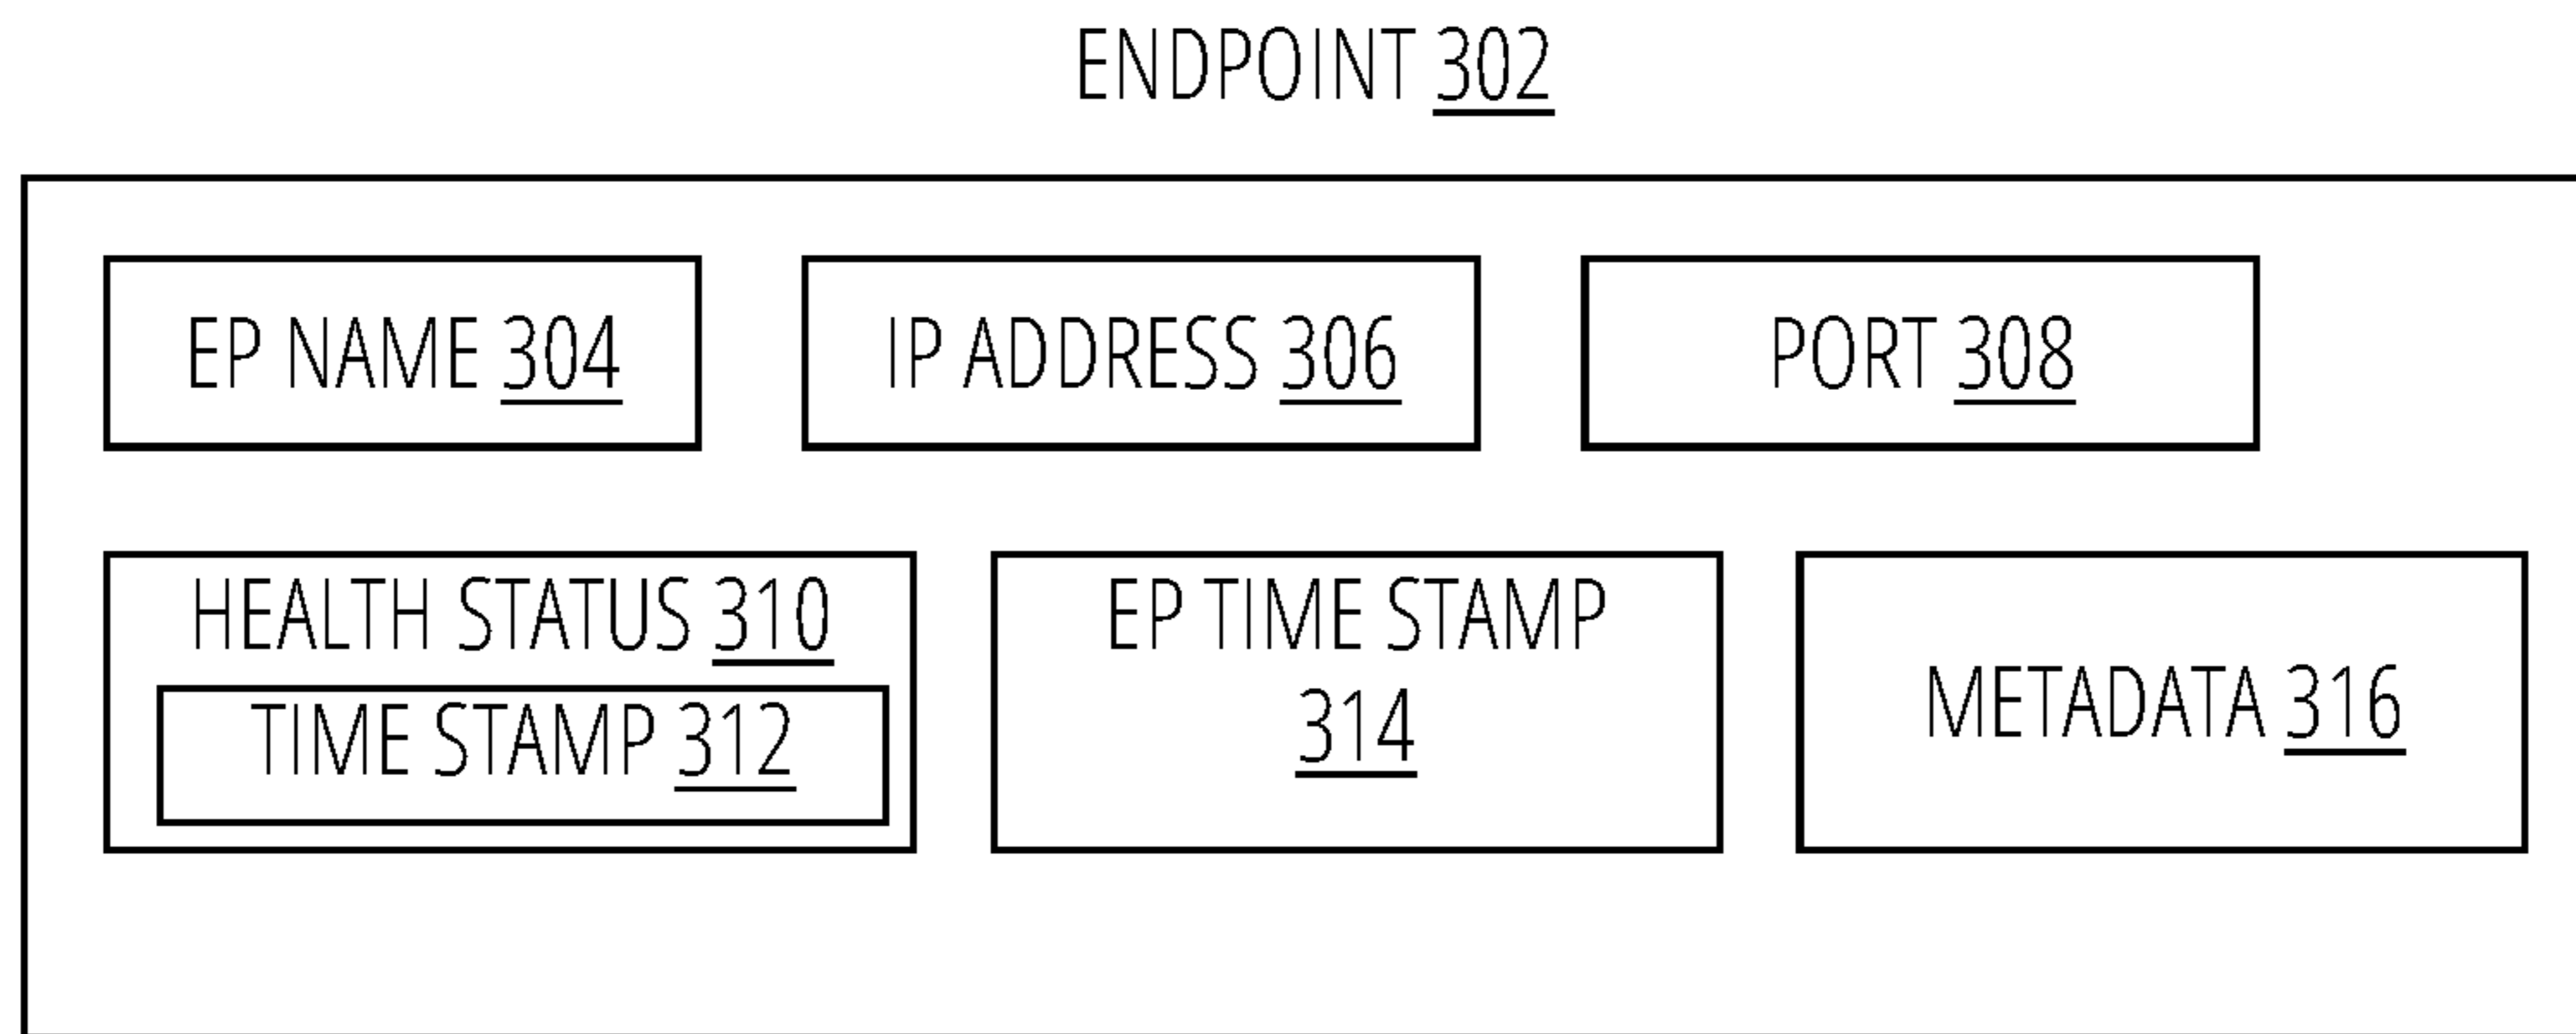 ENDPOINT 302
EP NAME 304
IP ADDRESS 306
PORT 308
HEALTH STATUS 310
TIME STAMP 312
EP TIME STAMP
314
METADATA 316